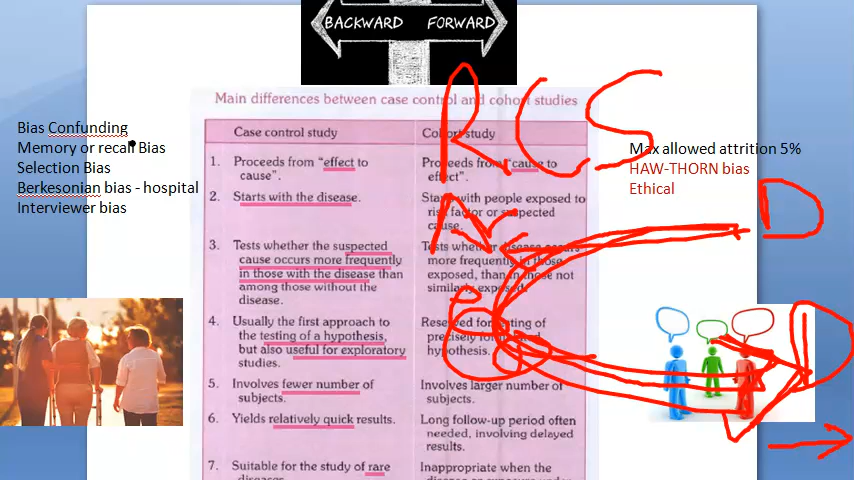 BACKWARD FORWARD
RCS
Main differences between case control and cohort studies
Bias Confunding
Memory or recall Bias
Selection Bias
Berkesonian bias - hospital
Interviewer bias
Case control study
Cohort study
1. Proceeds from "effect to
cause".
Proceeds from "cause to
effect".
2. Starts with the disease.
Starts with people exposed to
risk factor or suspected
cause.
3. Tests whether the suspected
cause occurs more frequently
in those with the disease than
among those without the
disease.
Tests whether disease occurs
more frequently in those
exposed, than in those not
similarly exposed.
4. Usually the first approach to
the testing of a hypothesis,
but also useful for exploratory
studies.
Reserved for testing of
precisely
hypothesis.
5. Involves fewer number of
subjects.
Involves larger number of
subjects.
6. Yields relatively quick results.
Long follow-up period often
needed, involving delayed
results.
7. Suitable for the study of rare
diseases
Inappropriate when the
disease or exposure under
Max allowed attrition 5%
HAW-THORN bias
Ethical
D
D